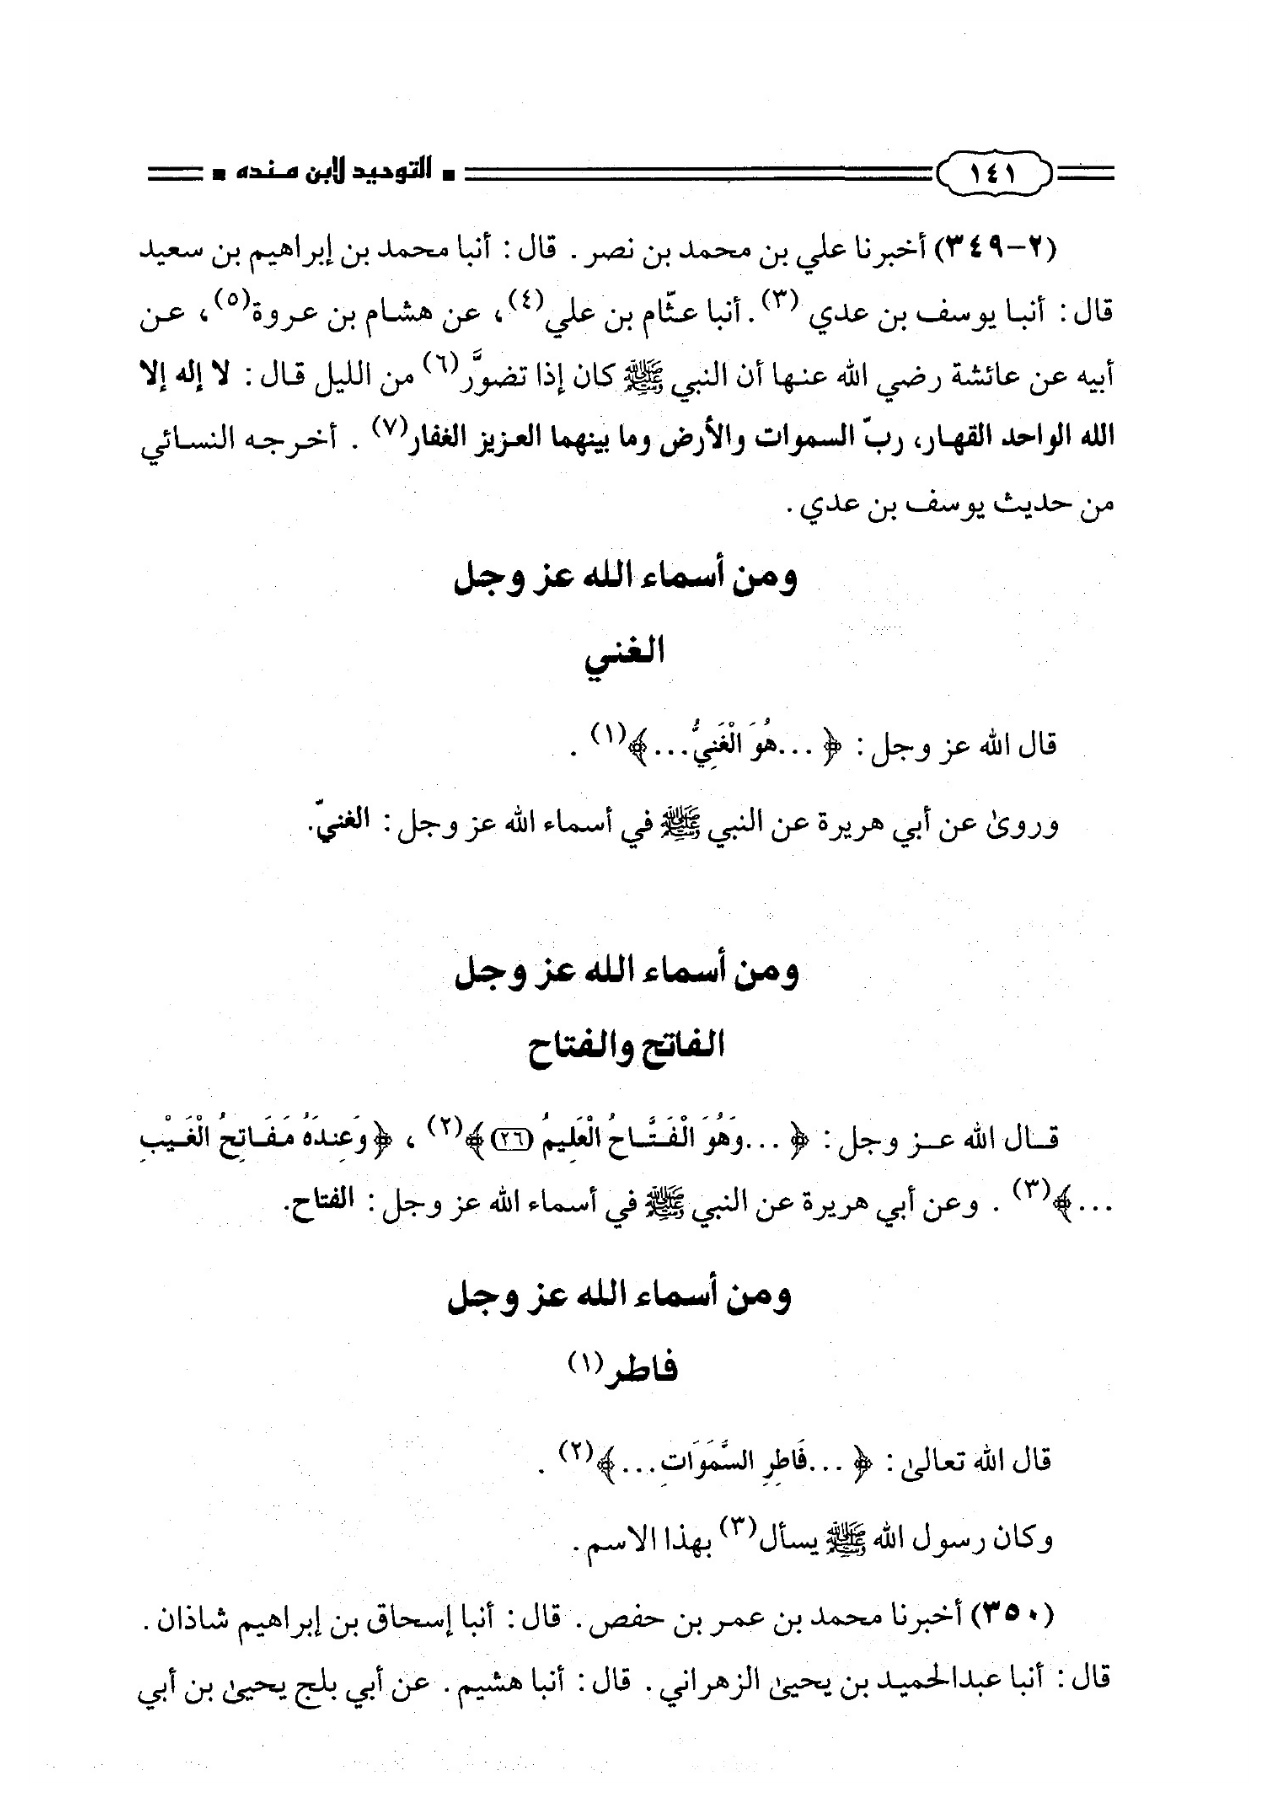 ١٤١ ■ التوحيد لابن منده ■
(٢-٣٤٩) أخبرنا علي بن محمد بن نصر . قال : أنبا محمد بن إبراهيم بن سعيد
قال : أنبا يوسف بن عدي (٣) . أنبا عثّام بن علي(٤)، عن هشام بن عروة(٥)، عن
أبيه عن عائشة رضي الله عنها أن النبي ﷺ كان إذا تضوَّر(٦) من الليل قال : لا إله إلا
الله الواحد القهار، ربّ السموات والأرض وما بينهما العزيز الغفار(٧) . أخرجه النسائي
من حديث يوسف بن عدي .
ومن أسماء الله عز وجل
الغني
قال الله عز وجل : ﴿ ...هُوَ الْغَنِيُّ... ﴾(١) .
وروىٰ عن أبي هريرة عن النبي ﷺ في أسماء الله عز وجل : الغنيّ.
ومن أسماء الله عز وجل
الفاتح والفتاح
قال الله عز وجل : ﴿ ...وَهُوَ الْفَتَّاحُ الْعَلِيمُ (٢٦) ﴾(٢) ، ﴿ وَعِندَهُ مَفَاتِحُ الْغَيْبِ
... ﴾(٣) . وعن أبي هريرة عن النبي ﷺ في أسماء الله عز وجل : الفتاح.
ومن أسماء الله عز وجل
فاطر(١)
قال الله تعالىٰ : ﴿ ...فَاطِرِ السَّمَوَاتِ... ﴾(٢) .
وكان رسول الله ﷺ يسأل(٣) بهذا الاسم .
(٣٥٠) أخبرنا محمد بن عمر بن حفص . قال : أنبا إسحاق بن إبراهيم شاذان .
قال : أنبا عبدالحميد بن يحيىٰ الزهراني . قال : أنبا هشيم . عن أبي بلج يحيىٰ بن أبي